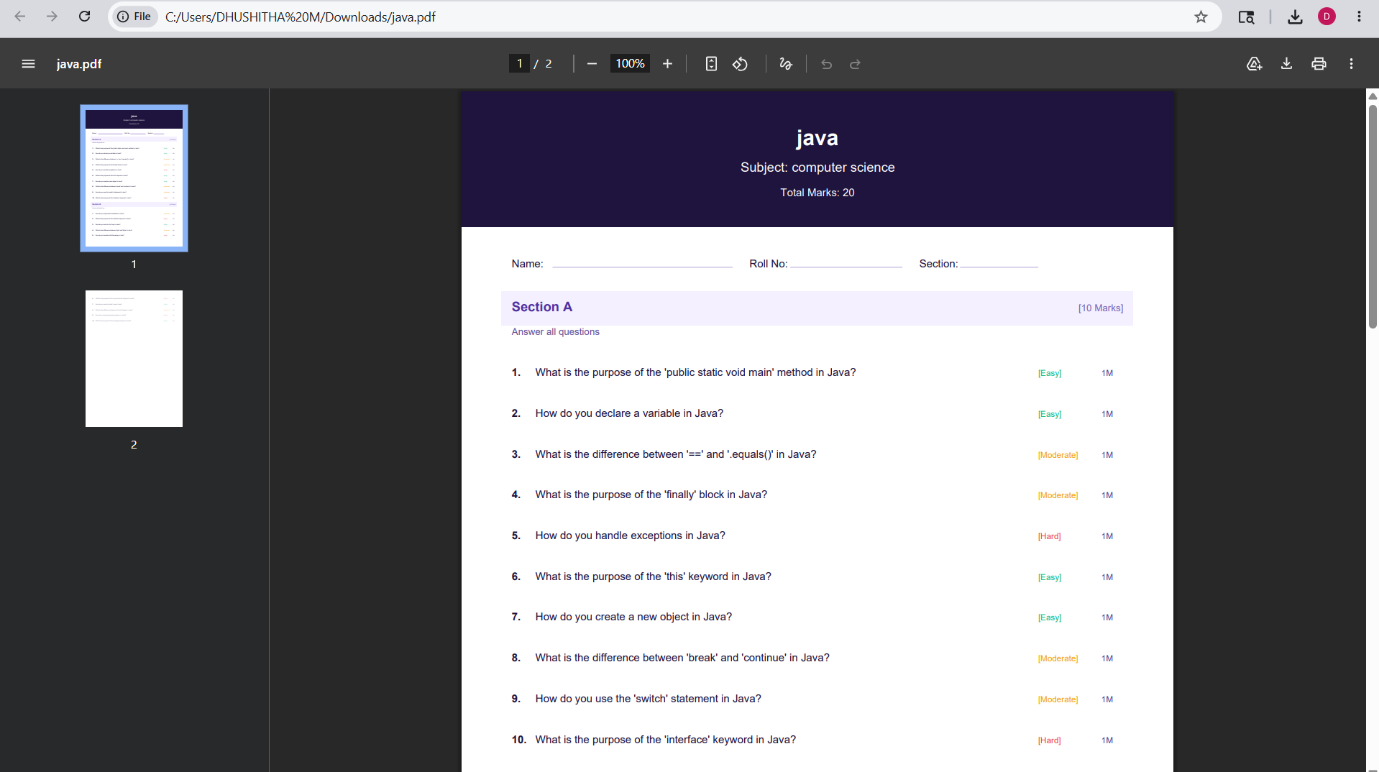 File C:/Users/DHUSHITHA%20M/Downloads/java.pdf D
java.pdf 1 / 2 100%
java
Subject: computer science
Total Marks: 20
Name: Roll No: Section:
Section A [10 Marks]
Answer all questions
1. What is the purpose of the 'public static void main' method in Java? [Easy] 1M
2. How do you declare a variable in Java? [Easy] 1M
3. What is the difference between '==' and '.equals()' in Java? [Moderate] 1M
4. What is the purpose of the 'finally' block in Java? [Moderate] 1M
5. How do you handle exceptions in Java? [Hard] 1M
6. What is the purpose of the 'this' keyword in Java? [Easy] 1M
7. How do you create a new object in Java? [Easy] 1M
8. What is the difference between 'break' and 'continue' in Java? [Moderate] 1M
9. How do you use the 'switch' statement in Java? [Moderate] 1M
10. What is the purpose of the 'interface' keyword in Java? [Hard] 1M
1
2